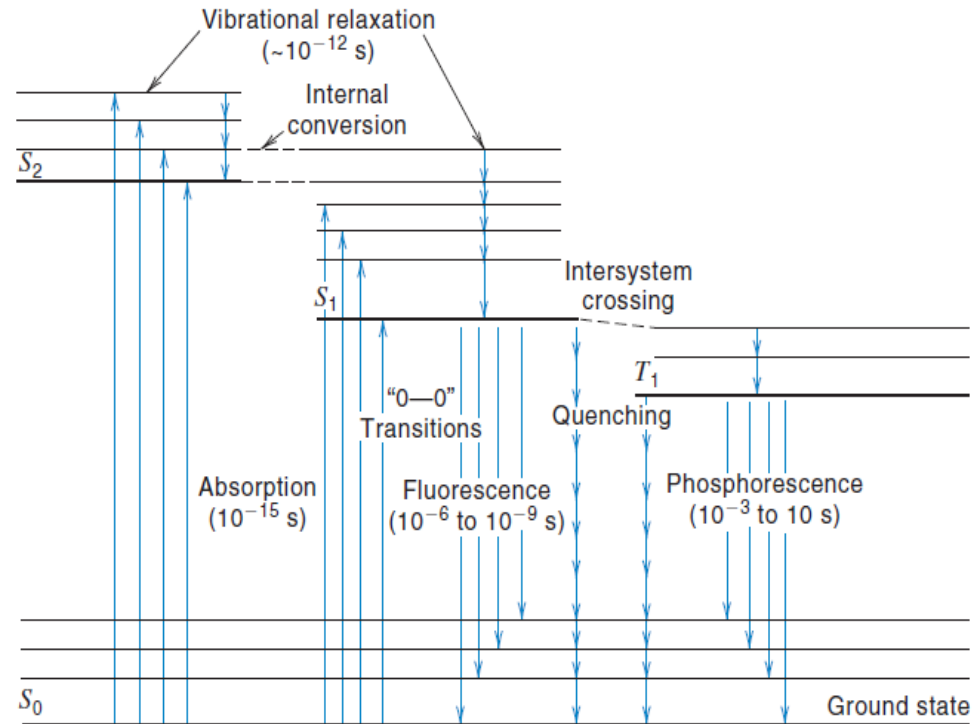 Vibrational relaxation
(~10⁻¹² s)
Internal
conversion
S₂
S₁
Intersystem
crossing
T₁
"0—0"
Transitions
Quenching
Absorption
(10⁻¹⁵ s)
Fluorescence
(10⁻⁶ to 10⁻⁹ s)
Phosphorescence
(10⁻³ to 10 s)
S₀
Ground state